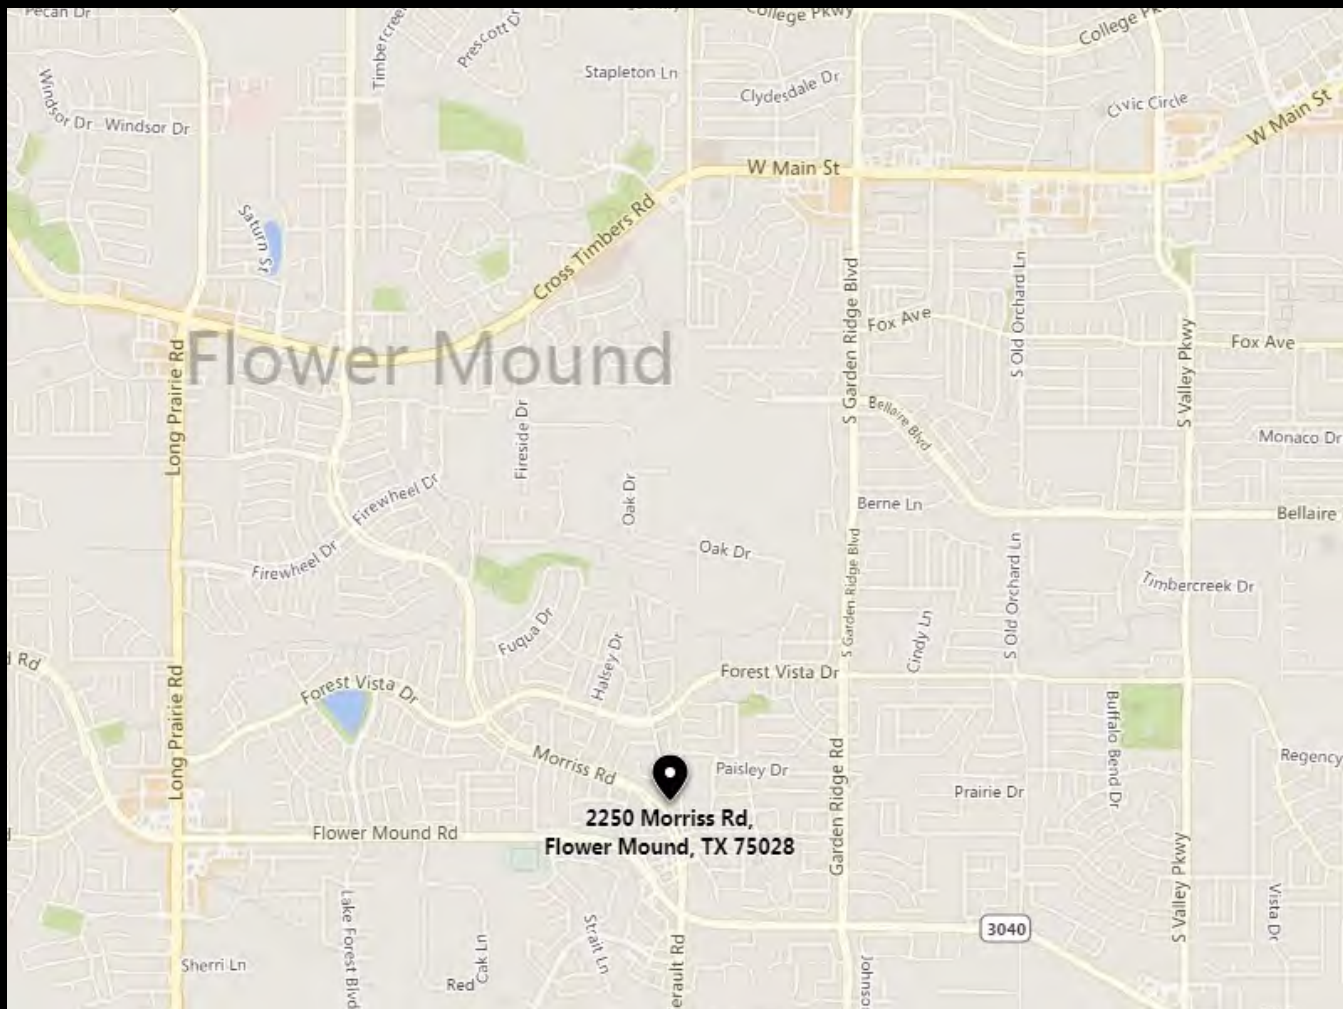 Pecan Dr
College Pkwy
College
Timbercree
Prescott Dr
Stapleton Ln
Clydesdale Dr
Civic Circle
W Main St
Windsor Dr
Windsor Dr
W Main St
Cross Timbers Rd
Saturn St
Flower Mound
Long Prairie Rd
S Garden Ridge Blvd
Fox Ave
S Old Orchard Ln
S Valley Pkwy
Fox Ave
Bellaire Blvd
Monaco Dr
Fireside Dr
Firewheel Dr
Oak Dr
Berne Ln
Bellaire
Oak Dr
Firewheel Dr
S Garden Ridge Blvd
S Old Orchard Ln
Timbercreek Dr
Fuqua Dr
Halsey Dr
Cindy Ln
Rd
Long Prairie Rd
Forest Vista Dr
Forest Vista Dr
Buffalo Bend Dr
Morriss Rd
Paisley Dr
Regency
Garden Ridge Rd
Prairie Dr
2250 Morriss Rd,
Flower Mound, TX 75028
Flower Mound Rd
S Valley Pkwy
Lake Forest Blvd
Strait Ln
3040
Vista Dr
Sherri Ln
Red
Oak Ln
erault Rd
Johnso